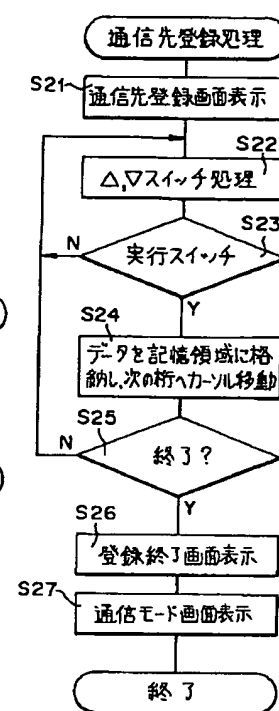 通信先登録処理
S21
通信先登録画面表示
S22
△,▽スイッチ処理
S23
N
実行スイッチ
Y
S24
データを記憶領域に格
納し、次の桁へカーソル移動
S25
N
終了?
Y
S26
登録終了画面表示
S27
通信モード画面表示
終了